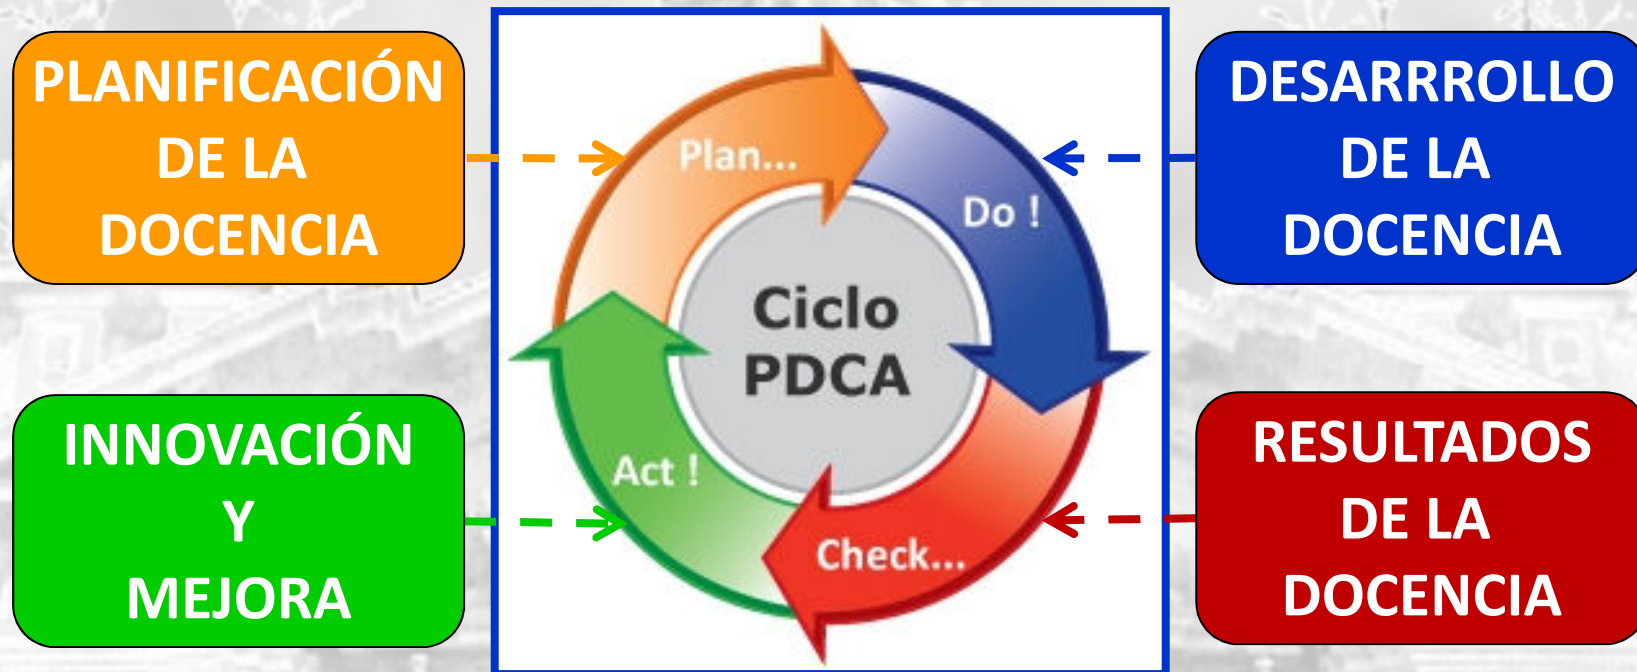 PLANIFICACIÓN
DE LA
DOCENCIA
Plan...
Do !
DESARRROLLO
DE LA
DOCENCIA
Ciclo
PDCA
INNOVACIÓN
Y
MEJORA
Act !
Check...
RESULTADOS
DE LA
DOCENCIA